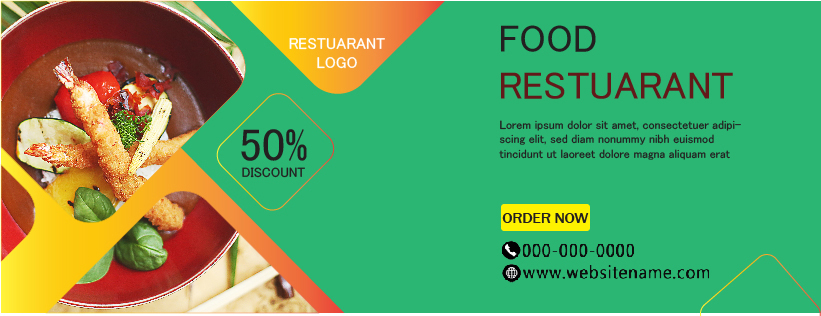 RESTUARANT
LOGO
50%
DISCOUNT
FOOD
RESTUARANT
Lorem ipsum dolor sit amet, consectetuer adipi-
scing elit, sed diam nonummy nibh euismod
tincidunt ut laoreet dolore magna aliquam erat
ORDER NOW
000-000-0000
www.websitename.com